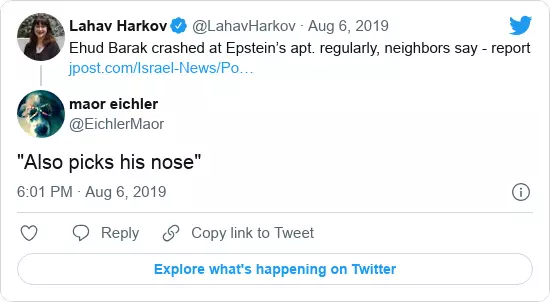 Lahav Harkov @LahavHarkov · Aug 6, 2019
Ehud Barak crashed at Epstein’s apt. regularly, neighbors say - report
jpost.com/Israel-News/Po…
maor eichler
@EichlerMaor
"Also picks his nose"
6:01 PM · Aug 6, 2019
Reply Copy link to Tweet
Explore what's happening on Twitter